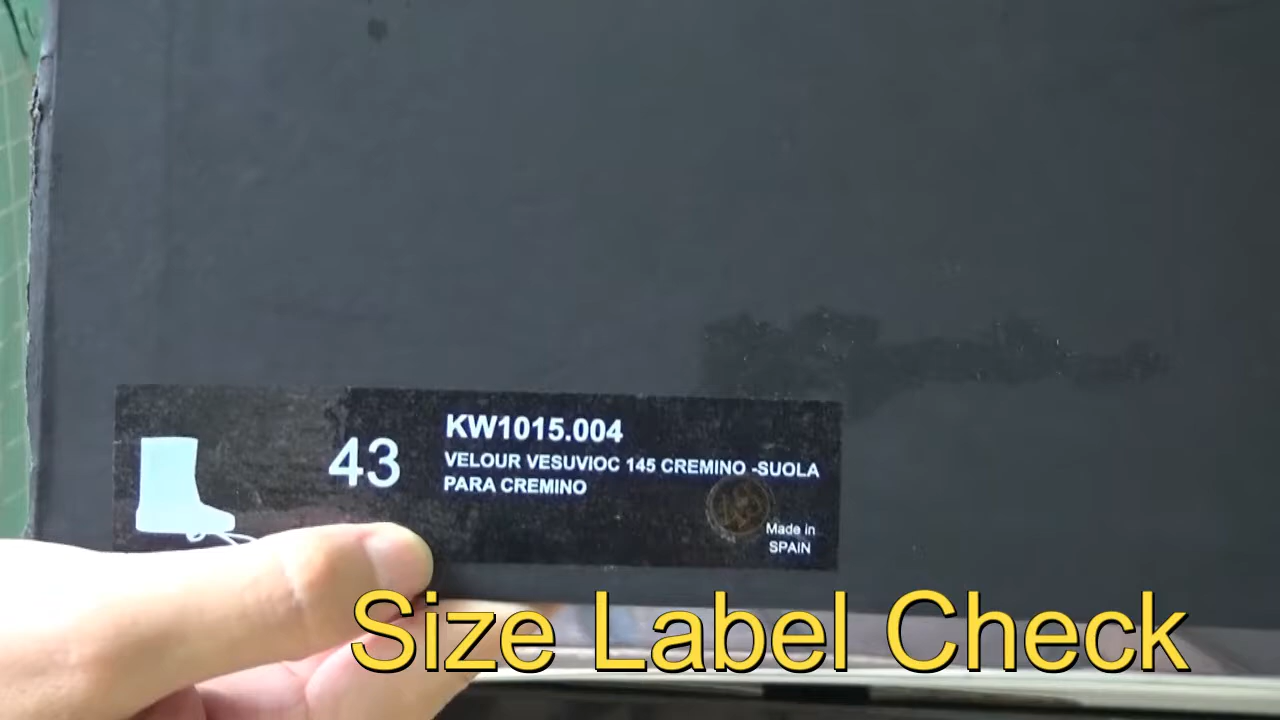 43
KW1015.004
VELOUR VESUVIOC 145 CREMINO -SUOLA
PARA CREMINO
Made in
SPAIN
Size Label Check